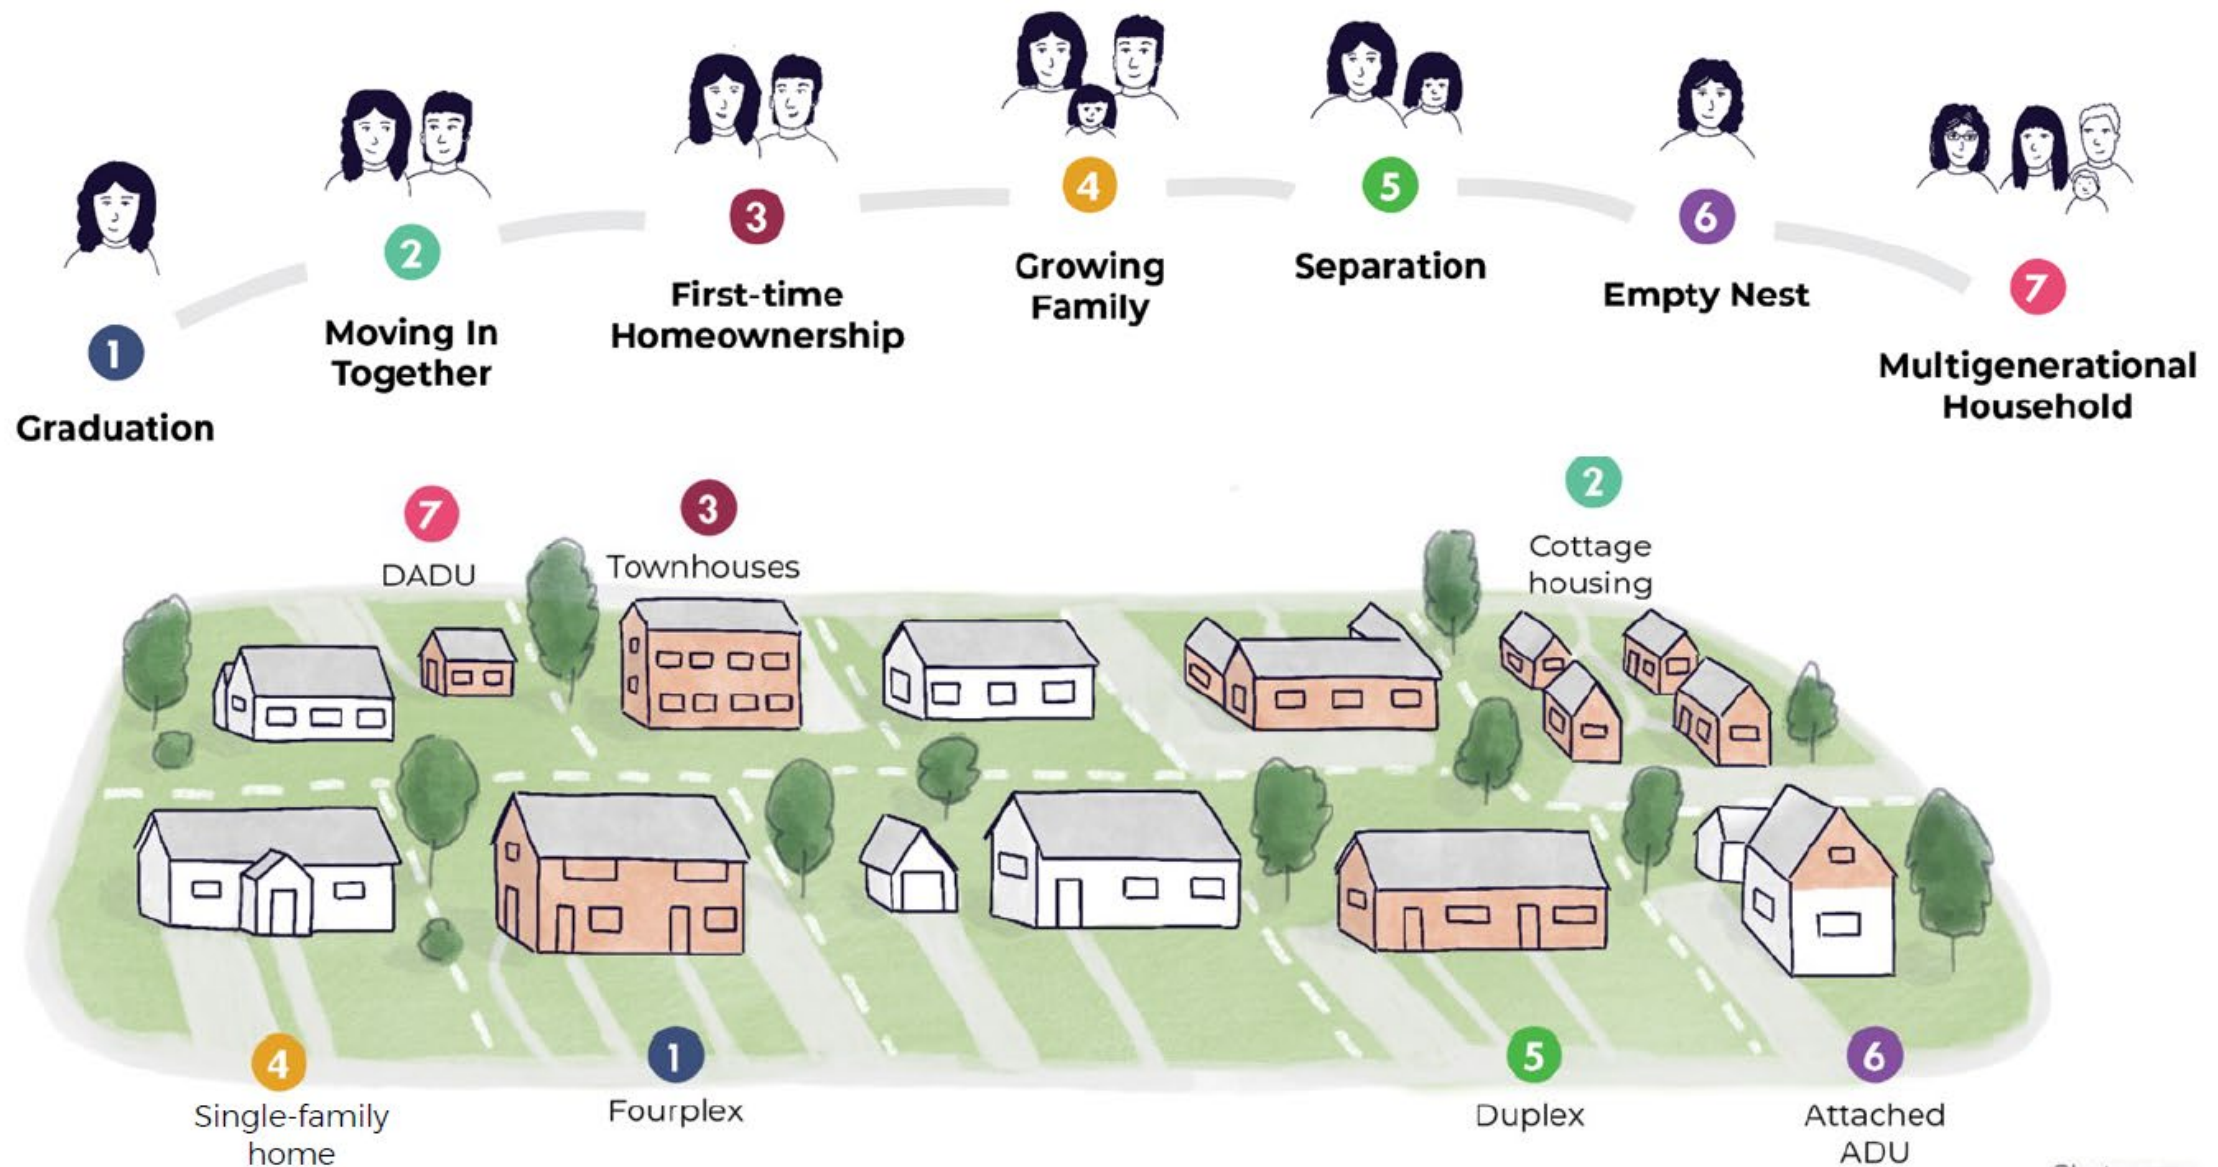 1
Graduation
2
Moving In
Together
3
First-time
Homeownership
4
Growing
Family
5
Separation
6
Empty Nest
7
Multigenerational
Household
7
DADU
3
Townhouses
2
Cottage
housing
4
Single-family
home
1
Fourplex
5
Duplex
6
Attached
ADU